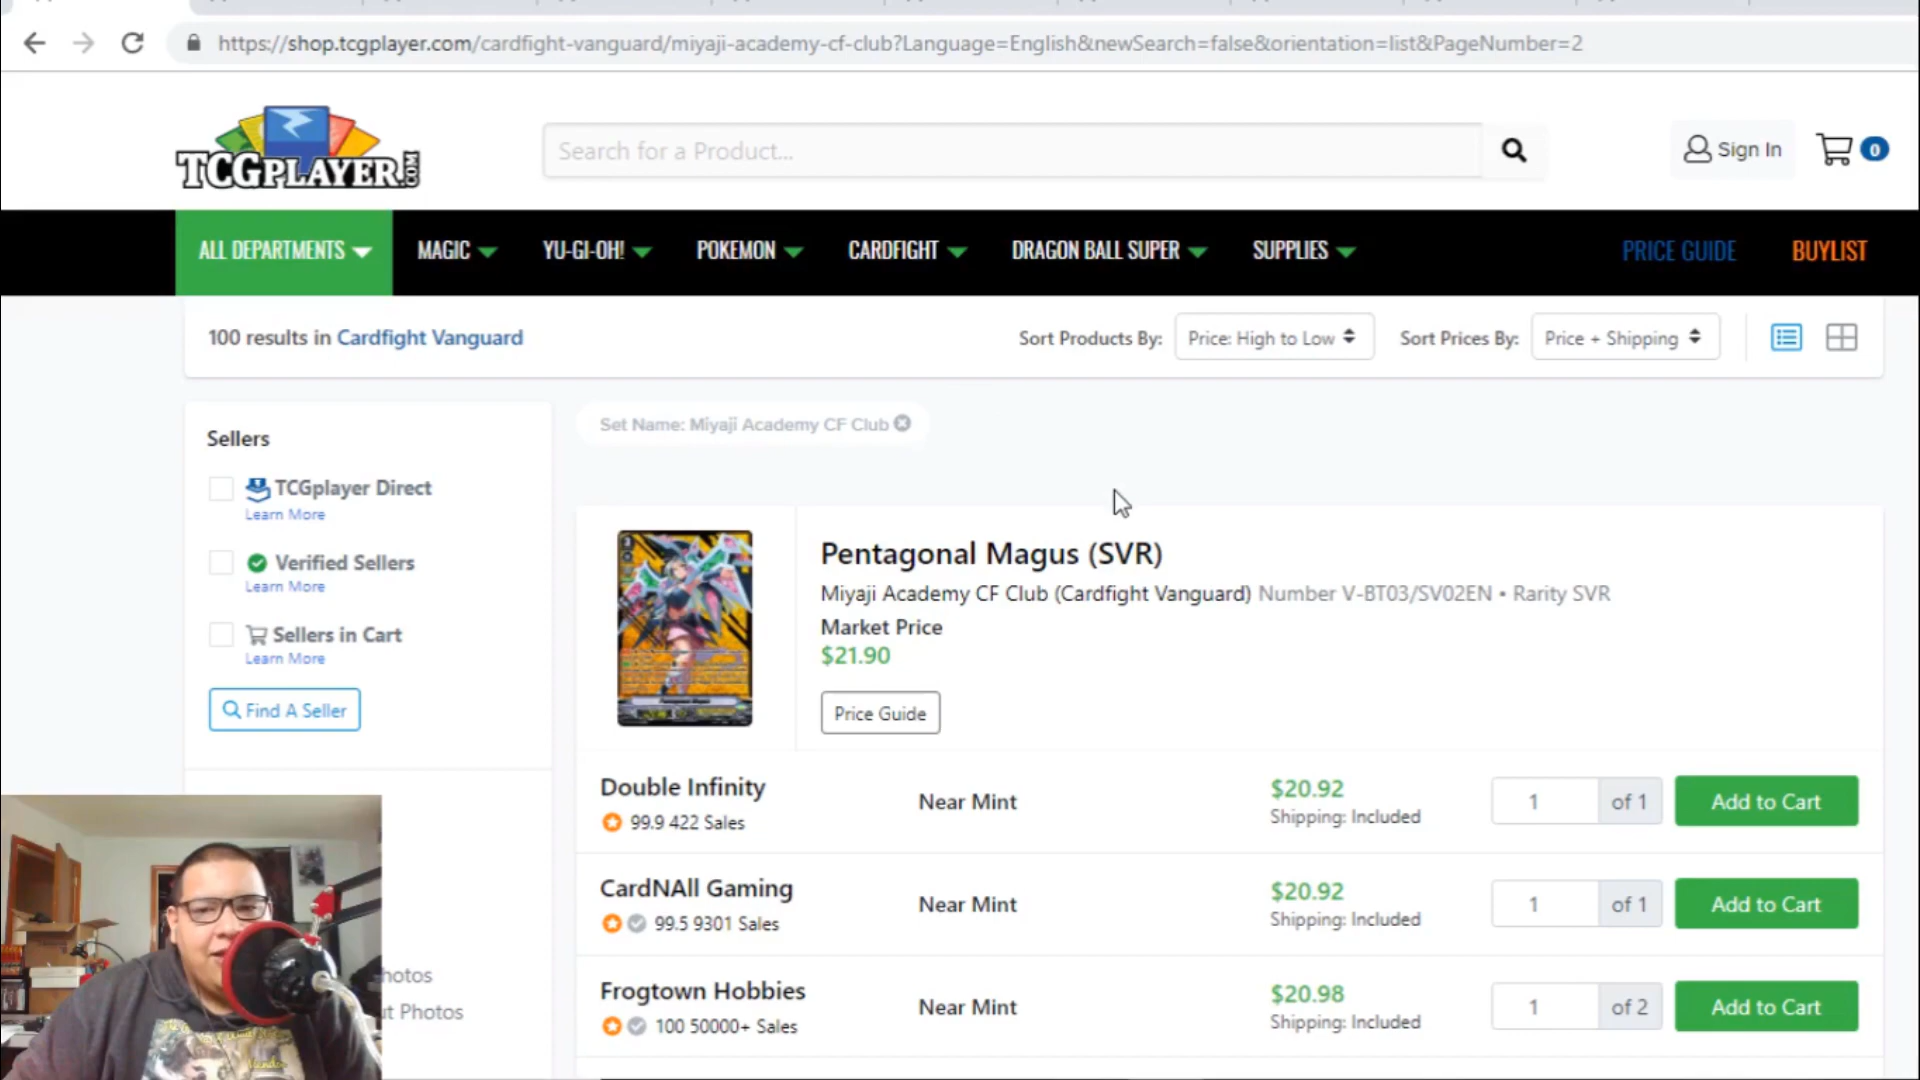 https://shop.tcgplayer.com/cardfight-vanguard/miyaji-academy-cf-club?Language=English&newSearch=false&orientation=list&PageNumber=2
TCGPLAYER.COM
Search for a Product...
Sign In
0
ALL DEPARTMENTS
MAGIC
YU-GI-OH!
POKEMON
CARDFIGHT
DRAGON BALL SUPER
SUPPLIES
PRICE GUIDE
BUYLIST
100 results in Cardfight Vanguard
Sort Products By:
Price: High to Low
Sort Prices By:
Price + Shipping
Sellers
TCGplayer Direct
Learn More
Verified Sellers
Learn More
Sellers in Cart
Learn More
Find A Seller
hotos
ut Photos
Set Name: Miyaji Academy CF Club
Pentagonal Magus (SVR)
Miyaji Academy CF Club (Cardfight Vanguard) Number V-BT03/SV02EN • Rarity SVR
Market Price
$21.90
Price Guide
Double Infinity
99.9 422 Sales
Near Mint
$20.92
Shipping: Included
1
of 1
Add to Cart
CardNAll Gaming
99.5 9301 Sales
Near Mint
$20.92
Shipping: Included
1
of 1
Add to Cart
Frogtown Hobbies
100 50000+ Sales
Near Mint
$20.98
Shipping: Included
1
of 2
Add to Cart